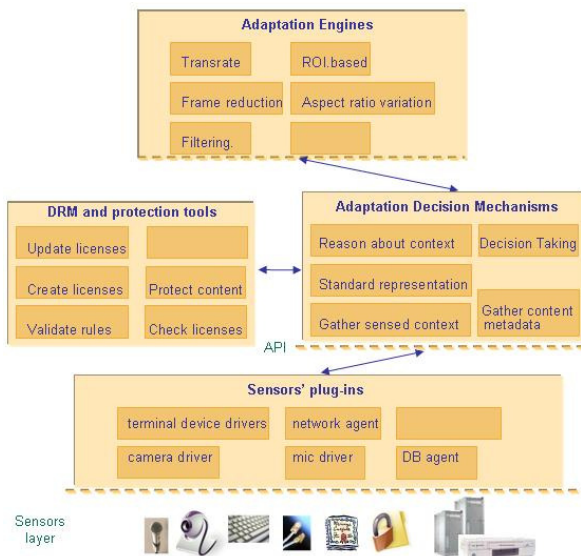 Adaptation Engines
Transrate
ROI.based
Frame reduction
Aspect ratio variation
Filtering.
DRM and protection tools
Update licenses
Create licenses
Protect content
Validate rules
Check licenses
Adaptation Decision Mechanisms
Reason about context
Decision Taking
Standard representation
Gather sensed context
Gather content
metadata
API
Sensors' plug-ins
terminal device drivers
network agent
camera driver
mic driver
DB agent
Sensors
layer